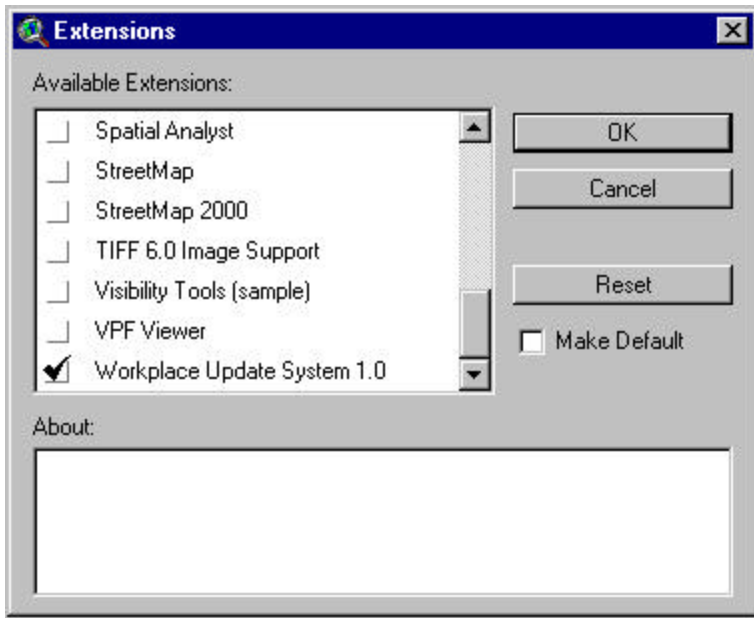 Extensions
Available Extensions:
Spatial Analyst
StreetMap
StreetMap 2000
TIFF 6.0 Image Support
Visibility Tools (sample)
VPF Viewer
Workplace Update System 1.0
OK
Cancel
Reset
Make Default
About: